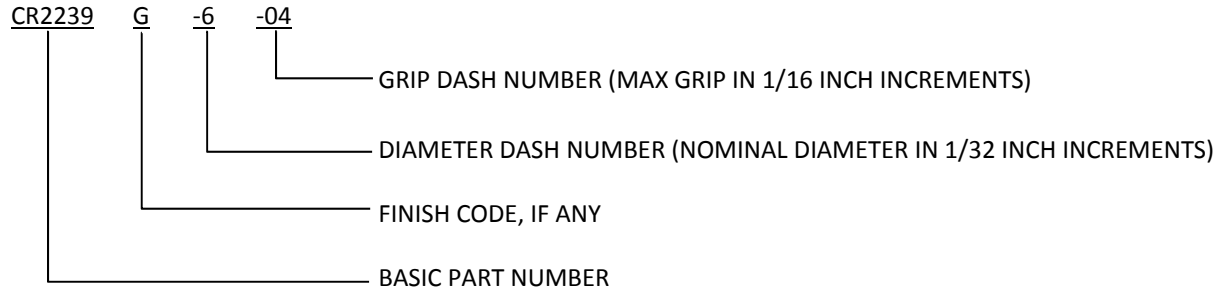 CR2239 G -6 -04
GRIP DASH NUMBER (MAX GRIP IN 1/16 INCH INCREMENTS)
DIAMETER DASH NUMBER (NOMINAL DIAMETER IN 1/32 INCH INCREMENTS)
FINISH CODE, IF ANY
BASIC PART NUMBER